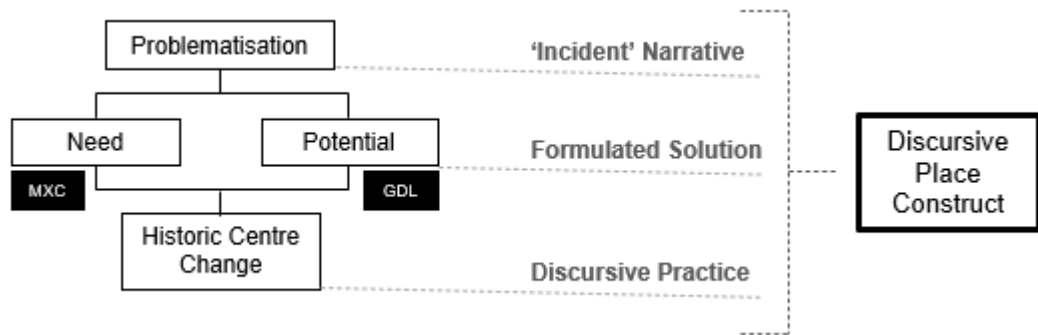 Problematisation
‘Incident’ Narrative
Need
Potential
Formulated Solution
MXC
GDL
Historic Centre
Change
Discursive Practice
Discursive
Place
Construct